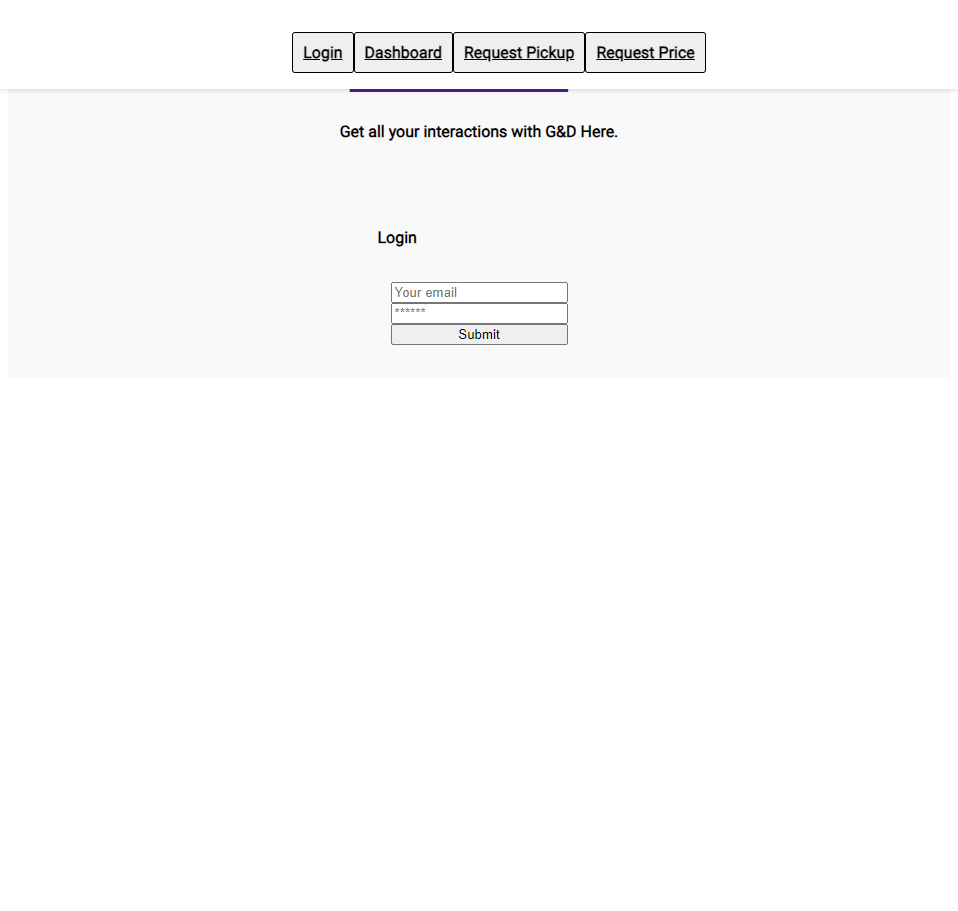 Login Dashboard Request Pickup Request Price
Get all your interactions with G&D Here.
Login
Your email
******
Submit